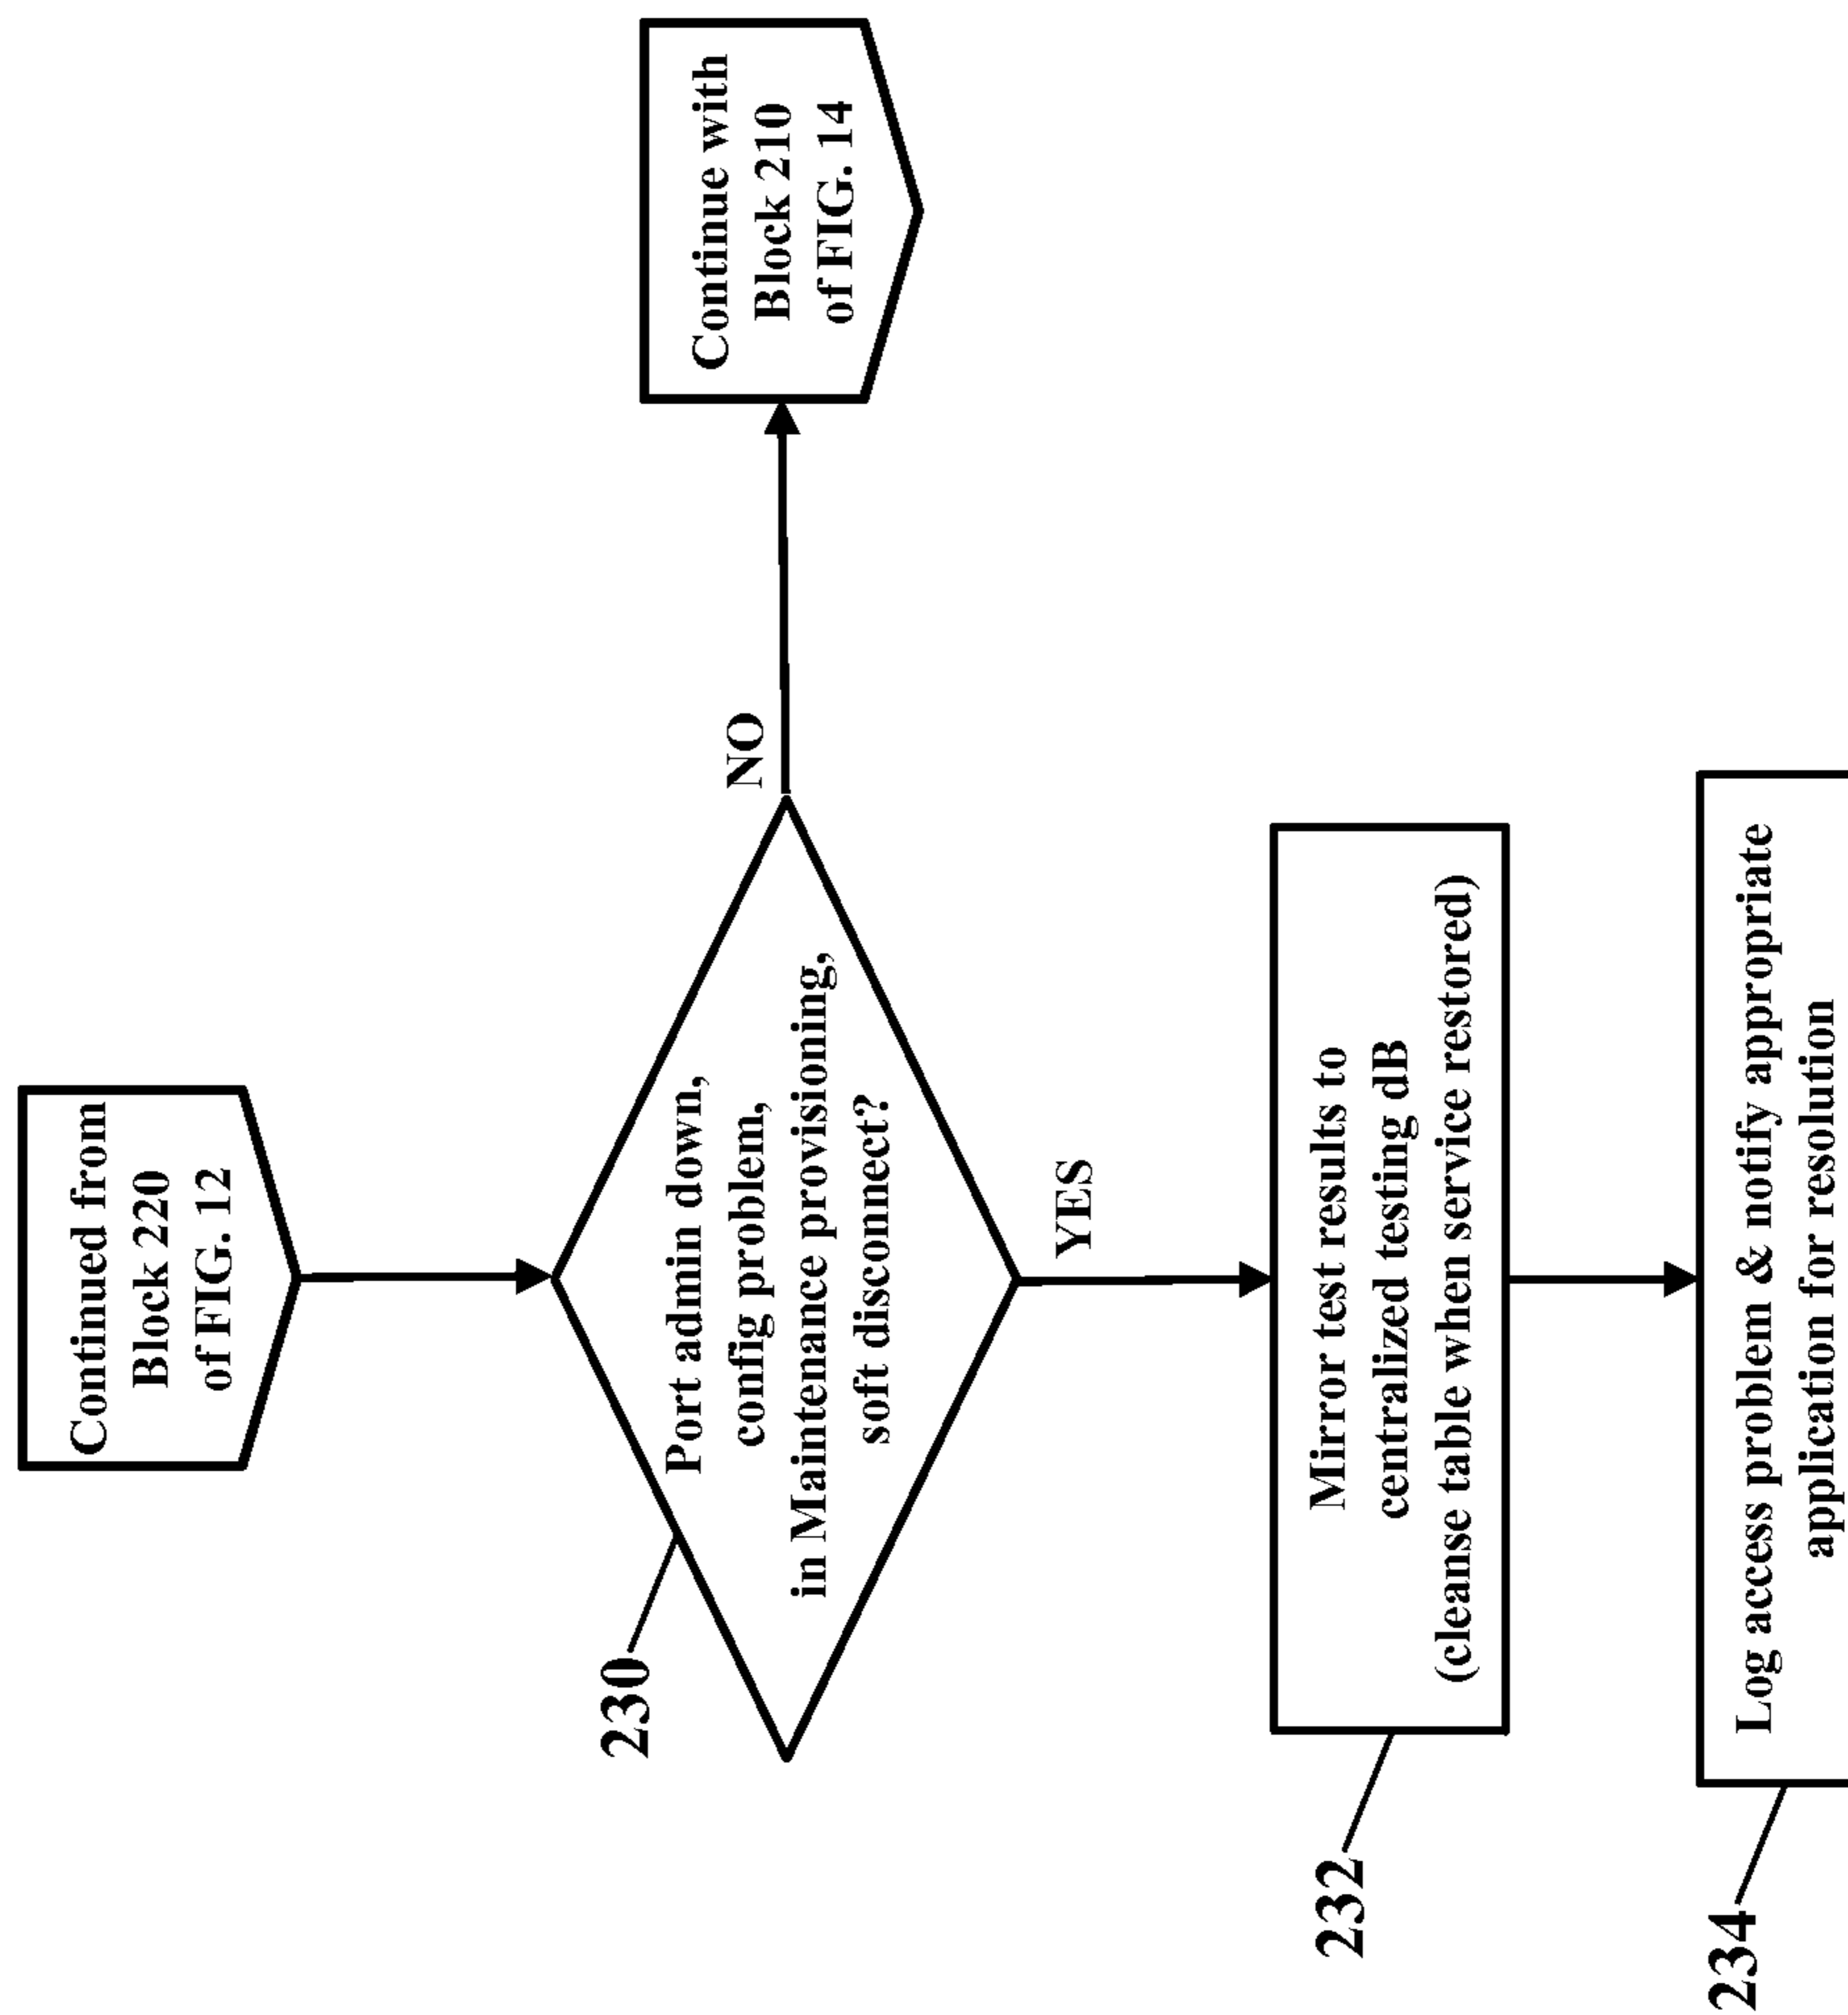 Continued from
Block 220
of FIG. 12
230
Port admin down,
config problem,
in Maintenance provisioning,
soft disconnect?
NO
Continue with
Block 210
of FIG. 14
YES
232
Mirror test results to
centralized testing dB
(cleanse table when service restored)
234
Log access problem & notify appropriate
application for resolution